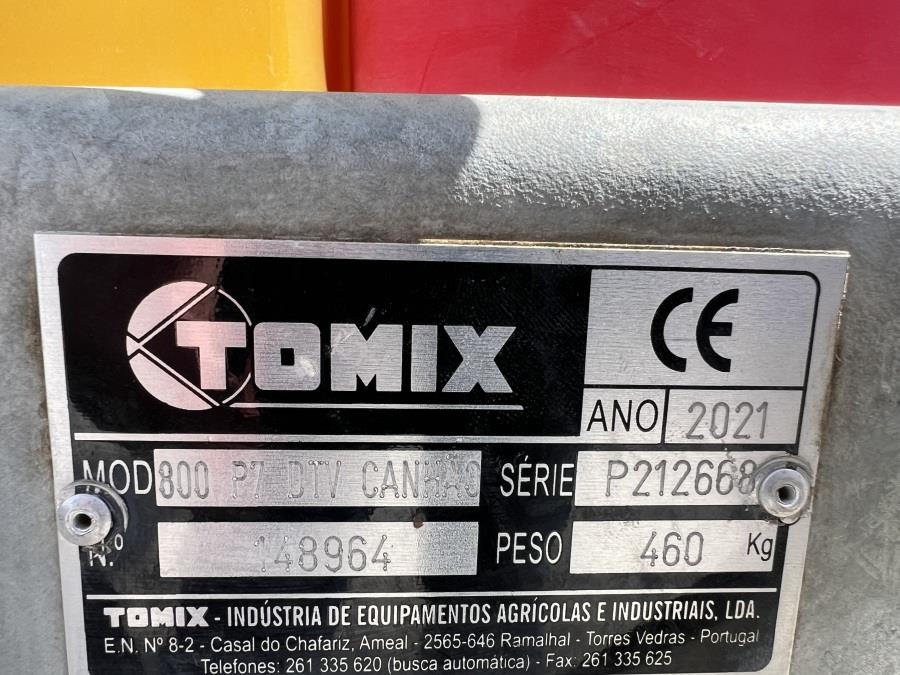 TOMIX
CE
ANO 2021
MOD 800 P7 DTV CANHÃO SÉRIE P212668
N.º 148964 PESO 460 Kg
TOMIX - INDÚSTRIA DE EQUIPAMENTOS AGRÍCOLAS E INDUSTRIAIS, LDA.
E.N. Nº 8-2 - Casal do Chafariz, Ameal - 2565-646 Ramalhal - Torres Vedras - Portugal
Telefones: 261 335 620 (busca automática) - Fax: 261 335 625